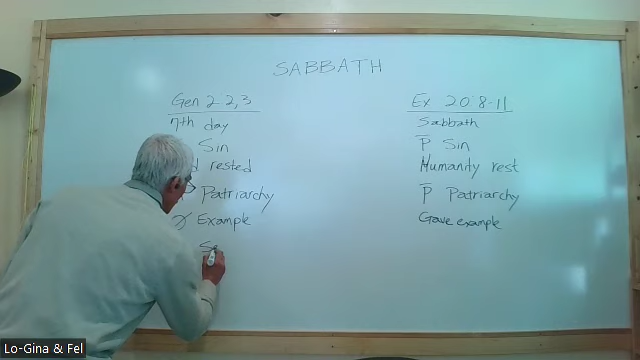 SABBATH
Gen 2-2,3
7th day
Sin
rested
Patriarchy
Example
Se
Ex 20:8-11
Sabbath
P̅ Sin
Humanity rest
P̅ Patriarchy
Gave example
Lo-Gina & Fel